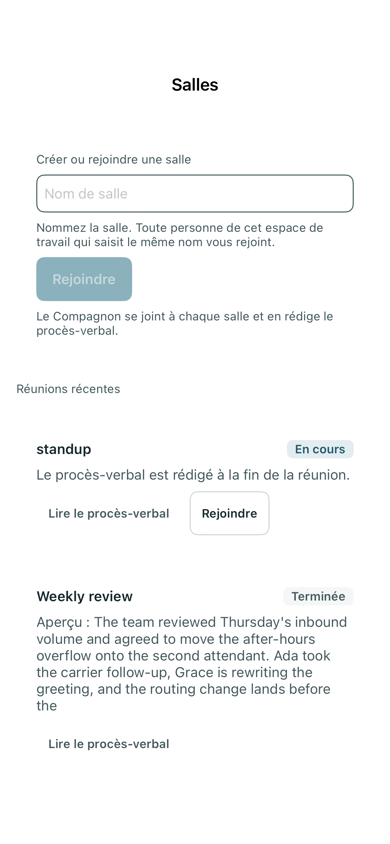 Salles
Créer ou rejoindre une salle
Nom de salle
Nommez la salle. Toute personne de cet espace de
travail qui saisit le même nom vous rejoint.
Rejoindre
Le Compagnon se joint à chaque salle et en rédige le
procès-verbal.
Réunions récentes
standup
En cours
Le procès-verbal est rédigé à la fin de la réunion.
Lire le procès-verbal
Rejoindre
Weekly review
Terminée
Aperçu : The team reviewed Thursday's inbound
volume and agreed to move the after-hours
overflow onto the second attendant. Ada took
the carrier follow-up, Grace is rewriting the
greeting, and the routing change lands before
the
Lire le procès-verbal